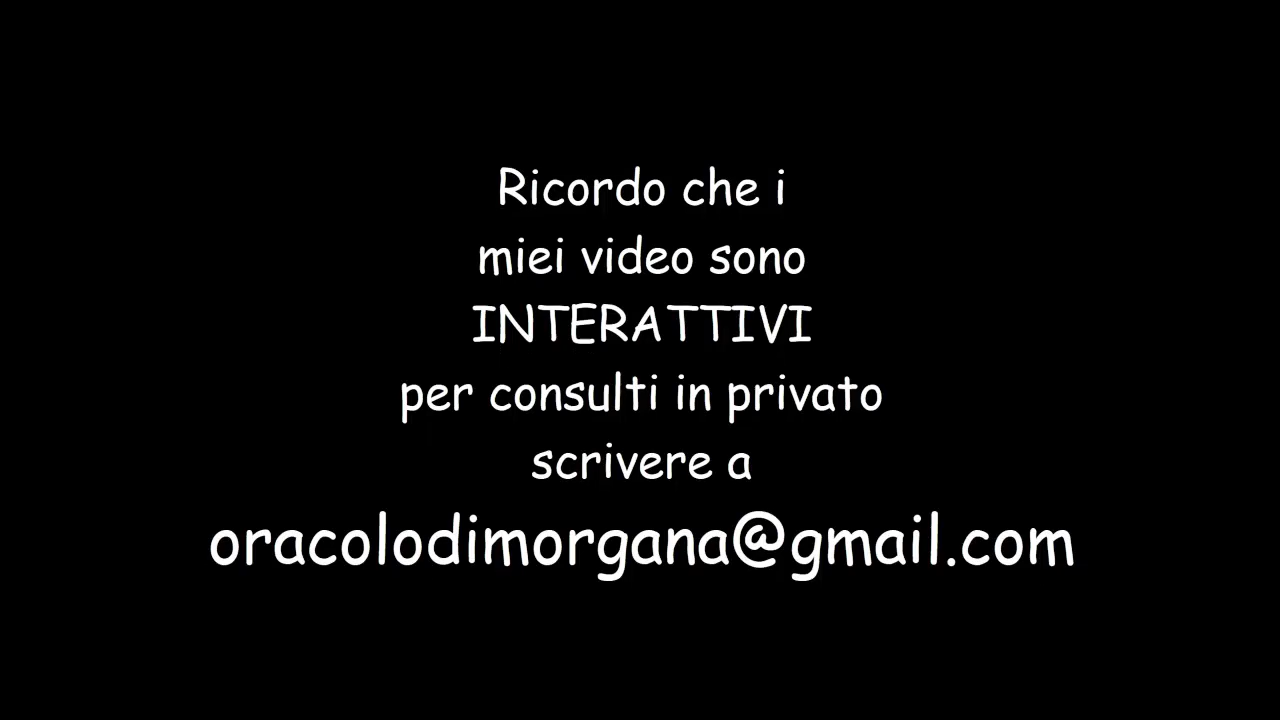 Ricordo che i
miei video sono
INTERATTIVI
per consulti in privato
scrivere a
oracolodimorgana@gmail.com